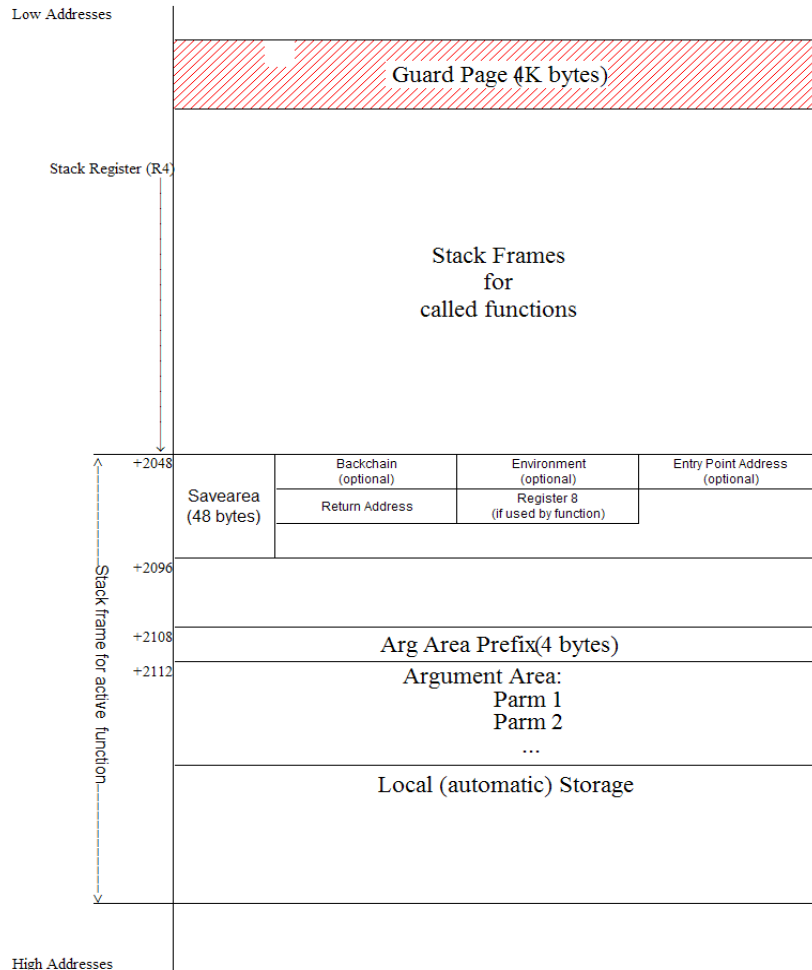 Low Addresses
Guard Page (4K bytes)
Stack Register (R4)
Stack Frames
for
called functions
+2048
Savearea
(48 bytes)
Backchain
(optional)
Environment
(optional)
Entry Point Address
(optional)
Return Address
Register 8
(if used by function)
Stack frame for active function
+2096
+2108
Arg Area Prefix(4 bytes)
+2112
Argument Area:
Parm 1
Parm 2
...
Local (automatic) Storage
High Addresses